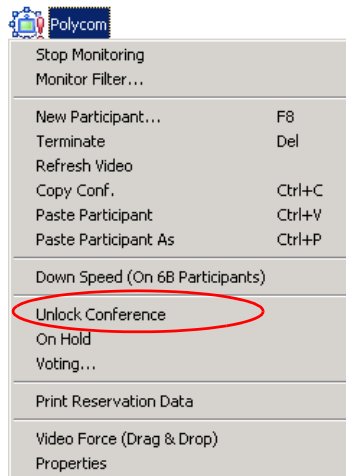 Polycom
Stop Monitoring
Monitor Filter...
New Participant... F8
Terminate Del
Refresh Video
Copy Conf. Ctrl+C
Paste Participant Ctrl+V
Paste Participant As Ctrl+P
Down Speed (On 6B Participants)
Unlock Conference
On Hold
Voting...
Print Reservation Data
Video Force (Drag & Drop)
Properties